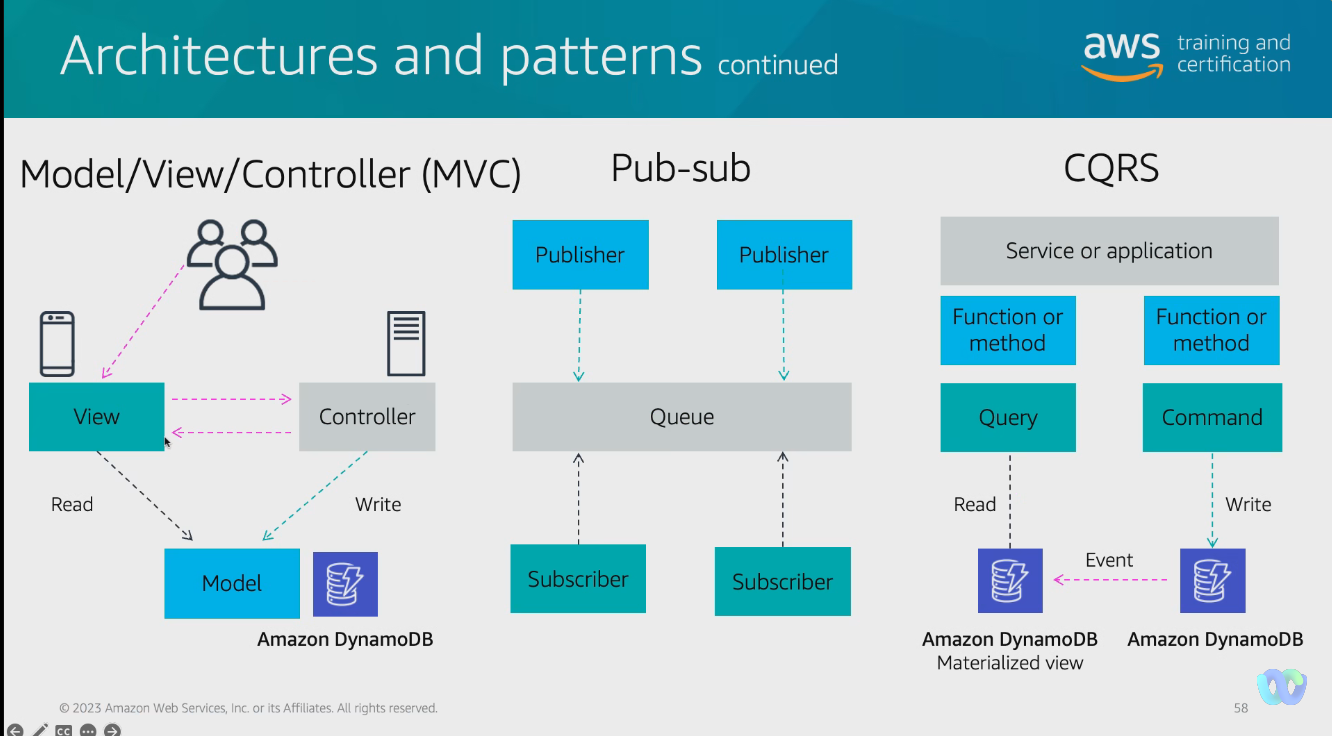 Architectures and patterns continued
aws training and
certification
Model/View/Controller (MVC)
View
Controller
Read
Write
Model
Amazon DynamoDB
Pub-sub
Publisher
Publisher
Queue
Subscriber
Subscriber
CQRS
Service or application
Function or
method
Function or
method
Query
Command
Read
Write
Event
Amazon DynamoDB
Materialized view
Amazon DynamoDB
© 2023 Amazon Web Services, Inc. or its Affiliates. All rights reserved.
58
CC